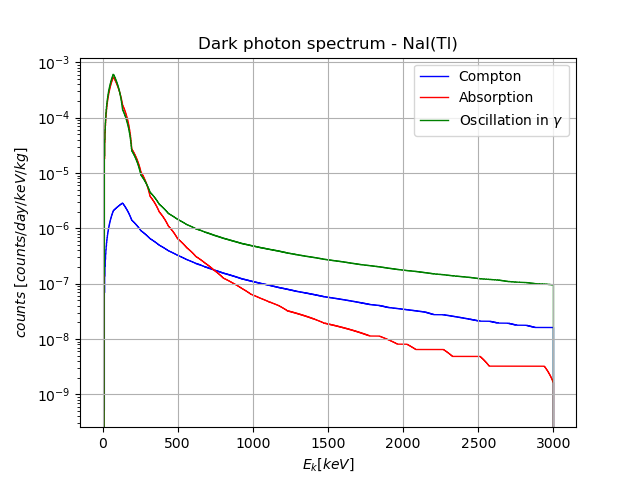 Dark photon spectrum - NaI(Tl)
Compton
Absorption
Oscillation in γ
counts [counts/day/keV/kg]
10⁻³
10⁻⁴
10⁻⁵
10⁻⁶
10⁻⁷
10⁻⁸
10⁻⁹
0 500 1000 1500 2000 2500 3000
E_k[keV]